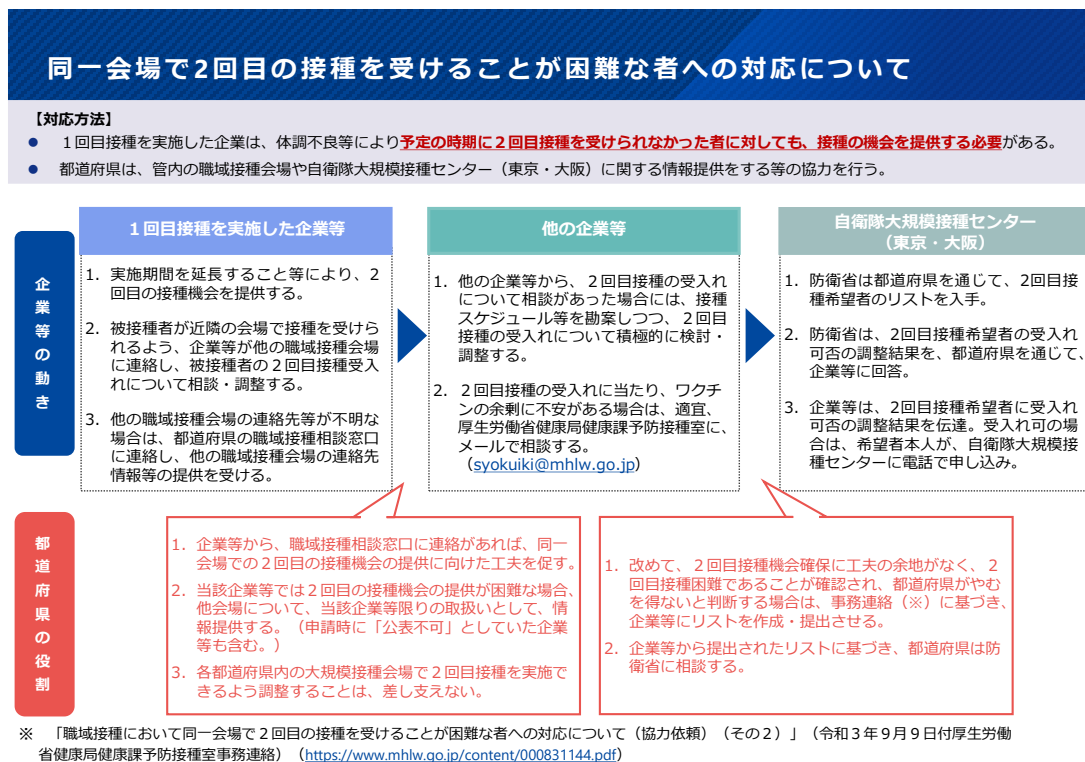 同一会場で2回目の接種を受けることが困難な者への対応について
【対応方法】
● １回目接種を実施した企業は、体調不良等により予定の時期に２回目接種を受けられなかった者に対しても、接種の機会を提供する必要がある。
● 都道府県は、管内の職域接種会場や自衛隊大規模接種センター（東京・大阪）に関する情報提供をする等の協力を行う。
企業等の動き
１回目接種を実施した企業等
1. 実施期間を延長すること等により、2
回目の接種機会を提供する。
2. 被接種者が近隣の会場で接種を受けら
れるよう、企業等が他の職域接種会場
に連絡し、被接種者の２回目接種受入
れについて相談・調整する。
3. 他の職域接種会場の連絡先等が不明な
場合は、都道府県の職域接種相談窓口
に連絡し、他の職域接種会場の連絡先
情報等の提供を受ける。
他の企業等
1. 他の企業等から、２回目接種の受入れ
について相談があった場合には、接種
スケジュール等を勘案しつつ、２回目
接種の受入れについて積極的に検討・
調整する。
2. ２回目接種の受入れに当たり、ワクチ
ンの余剰に不安がある場合は、適宜、
厚生労働省健康局健康課予防接種室に、
メールで相談する。
（syokuiki@mhlw.go.jp）
自衛隊大規模接種センター
（東京・大阪）
1. 防衛省は都道府県を通じて、2回目接
種希望者のリストを入手。
2. 防衛省は、2回目接種希望者の受入れ
可否の調整結果を、都道府県を通じて、
企業等に回答。
3. 企業等は、2回目接種希望者に受入れ
可否の調整結果を伝達。受入れ可の場
合は、希望者本人が、自衛隊大規模接
種センターに電話で申し込み。
都道府県の役割
1. 企業等から、職域接種相談窓口に連絡があれば、同一
会場での２回目の接種機会の提供に向けた工夫を促す。
2. 当該企業等では２回目の接種機会の提供が困難な場合、
他会場について、当該企業等限りの取扱いとして、情
報提供する。（申請時に「公表不可」としていた企業
等も含む。）
3. 各都道府県内の大規模接種会場で２回目接種を実施で
きるよう調整することは、差し支えない。
1. 改めて、２回目接種機会確保に工夫の余地がなく、２
回目接種困難であることが確認され、都道府県がやむ
を得ないと判断する場合は、事務連絡（※）に基づき、
企業等にリストを作成・提出させる。
2. 企業等から提出されたリストに基づき、都道府県は防
衛省に相談する。
※ 「職域接種において同一会場で２回目の接種を受けることが困難な者への対応について（協力依頼）（その２）」（令和３年９月９日付厚生労働
省健康局健康課予防接種室事務連絡）（https://www.mhlw.go.jp/content/000831144.pdf）